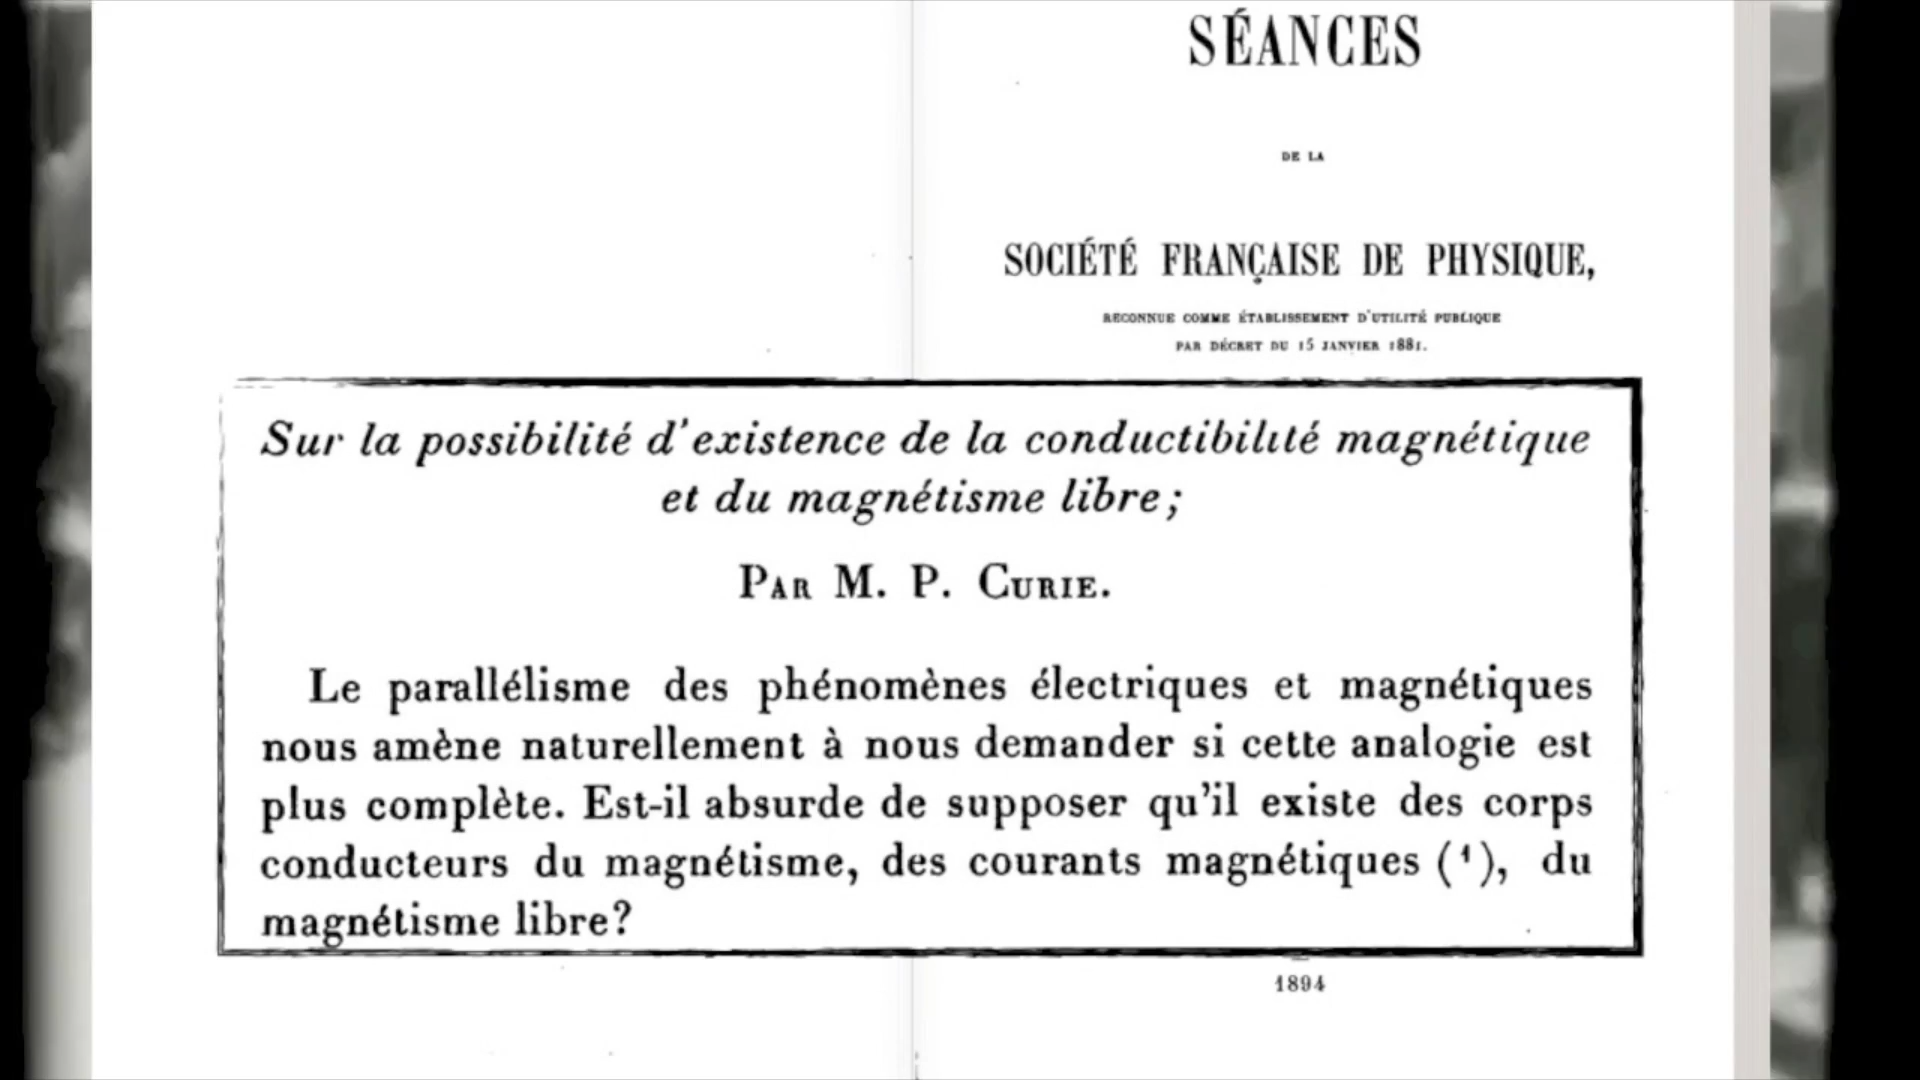 SÉANCES
DE LA
SOCIÉTÉ FRANÇAISE DE PHYSIQUE,
RECONNUE COMME ÉTABLISSEMENT D'UTILITÉ PUBLIQUE
PAR DÉCRET DU 15 JANVIER 1881.
Sur la possibilité d'existence de la conductibilité magnétique
et du magnétisme libre;
PAR M. P. CURIE.
Le parallélisme des phénomènes électriques et magnétiques
nous amène naturellement à nous demander si cette analogie est
plus complète. Est-il absurde de supposer qu'il existe des corps
conducteurs du magnétisme, des courants magnétiques (¹), du
magnétisme libre?
1894